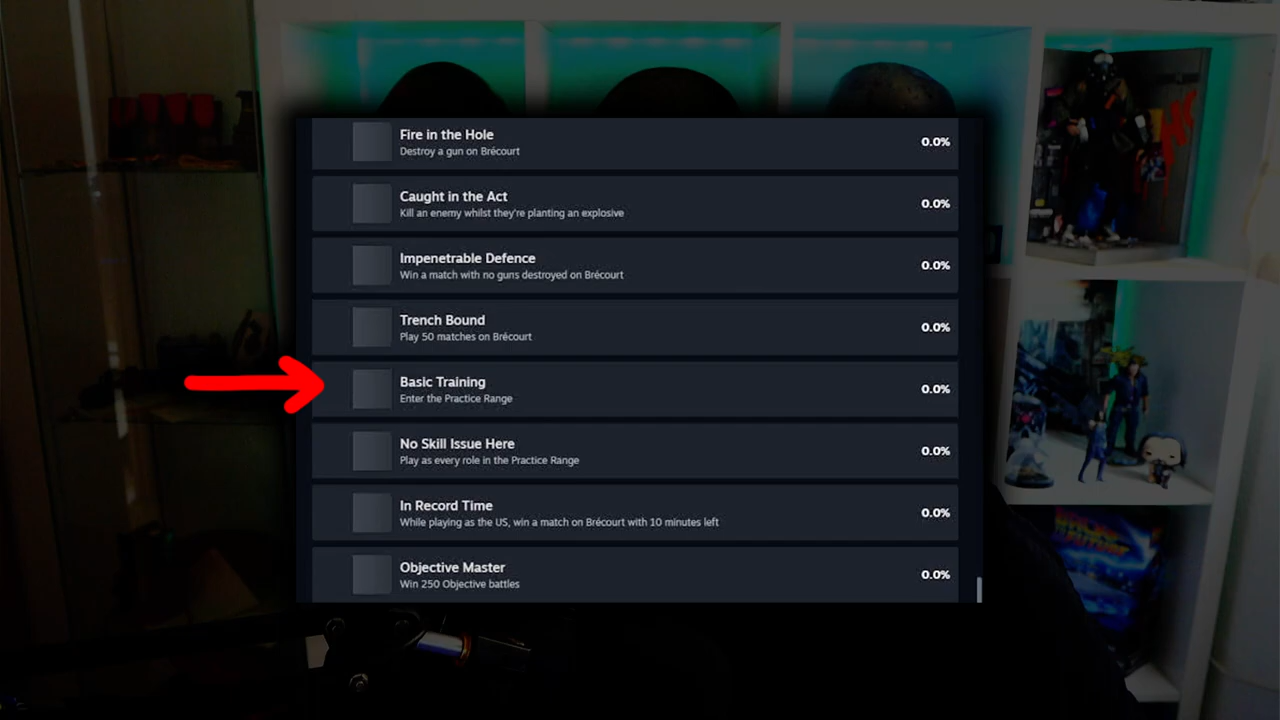 Fire in the Hole
Destroy a gun on Brécourt
0.0%
Caught in the Act
Kill an enemy whilst they're planting an explosive
0.0%
Impenetrable Defence
Win a match with no guns destroyed on Brécourt
0.0%
Trench Bound
Play 50 matches on Brécourt
0.0%
Basic Training
Enter the Practice Range
0.0%
No Skill Issue Here
Play as every role in the Practice Range
0.0%
In Record Time
While playing as the US, win a match on Brécourt with 10 minutes left
0.0%
Objective Master
Win 250 Objective battles
0.0%
BACK
TO THE
FUTURE